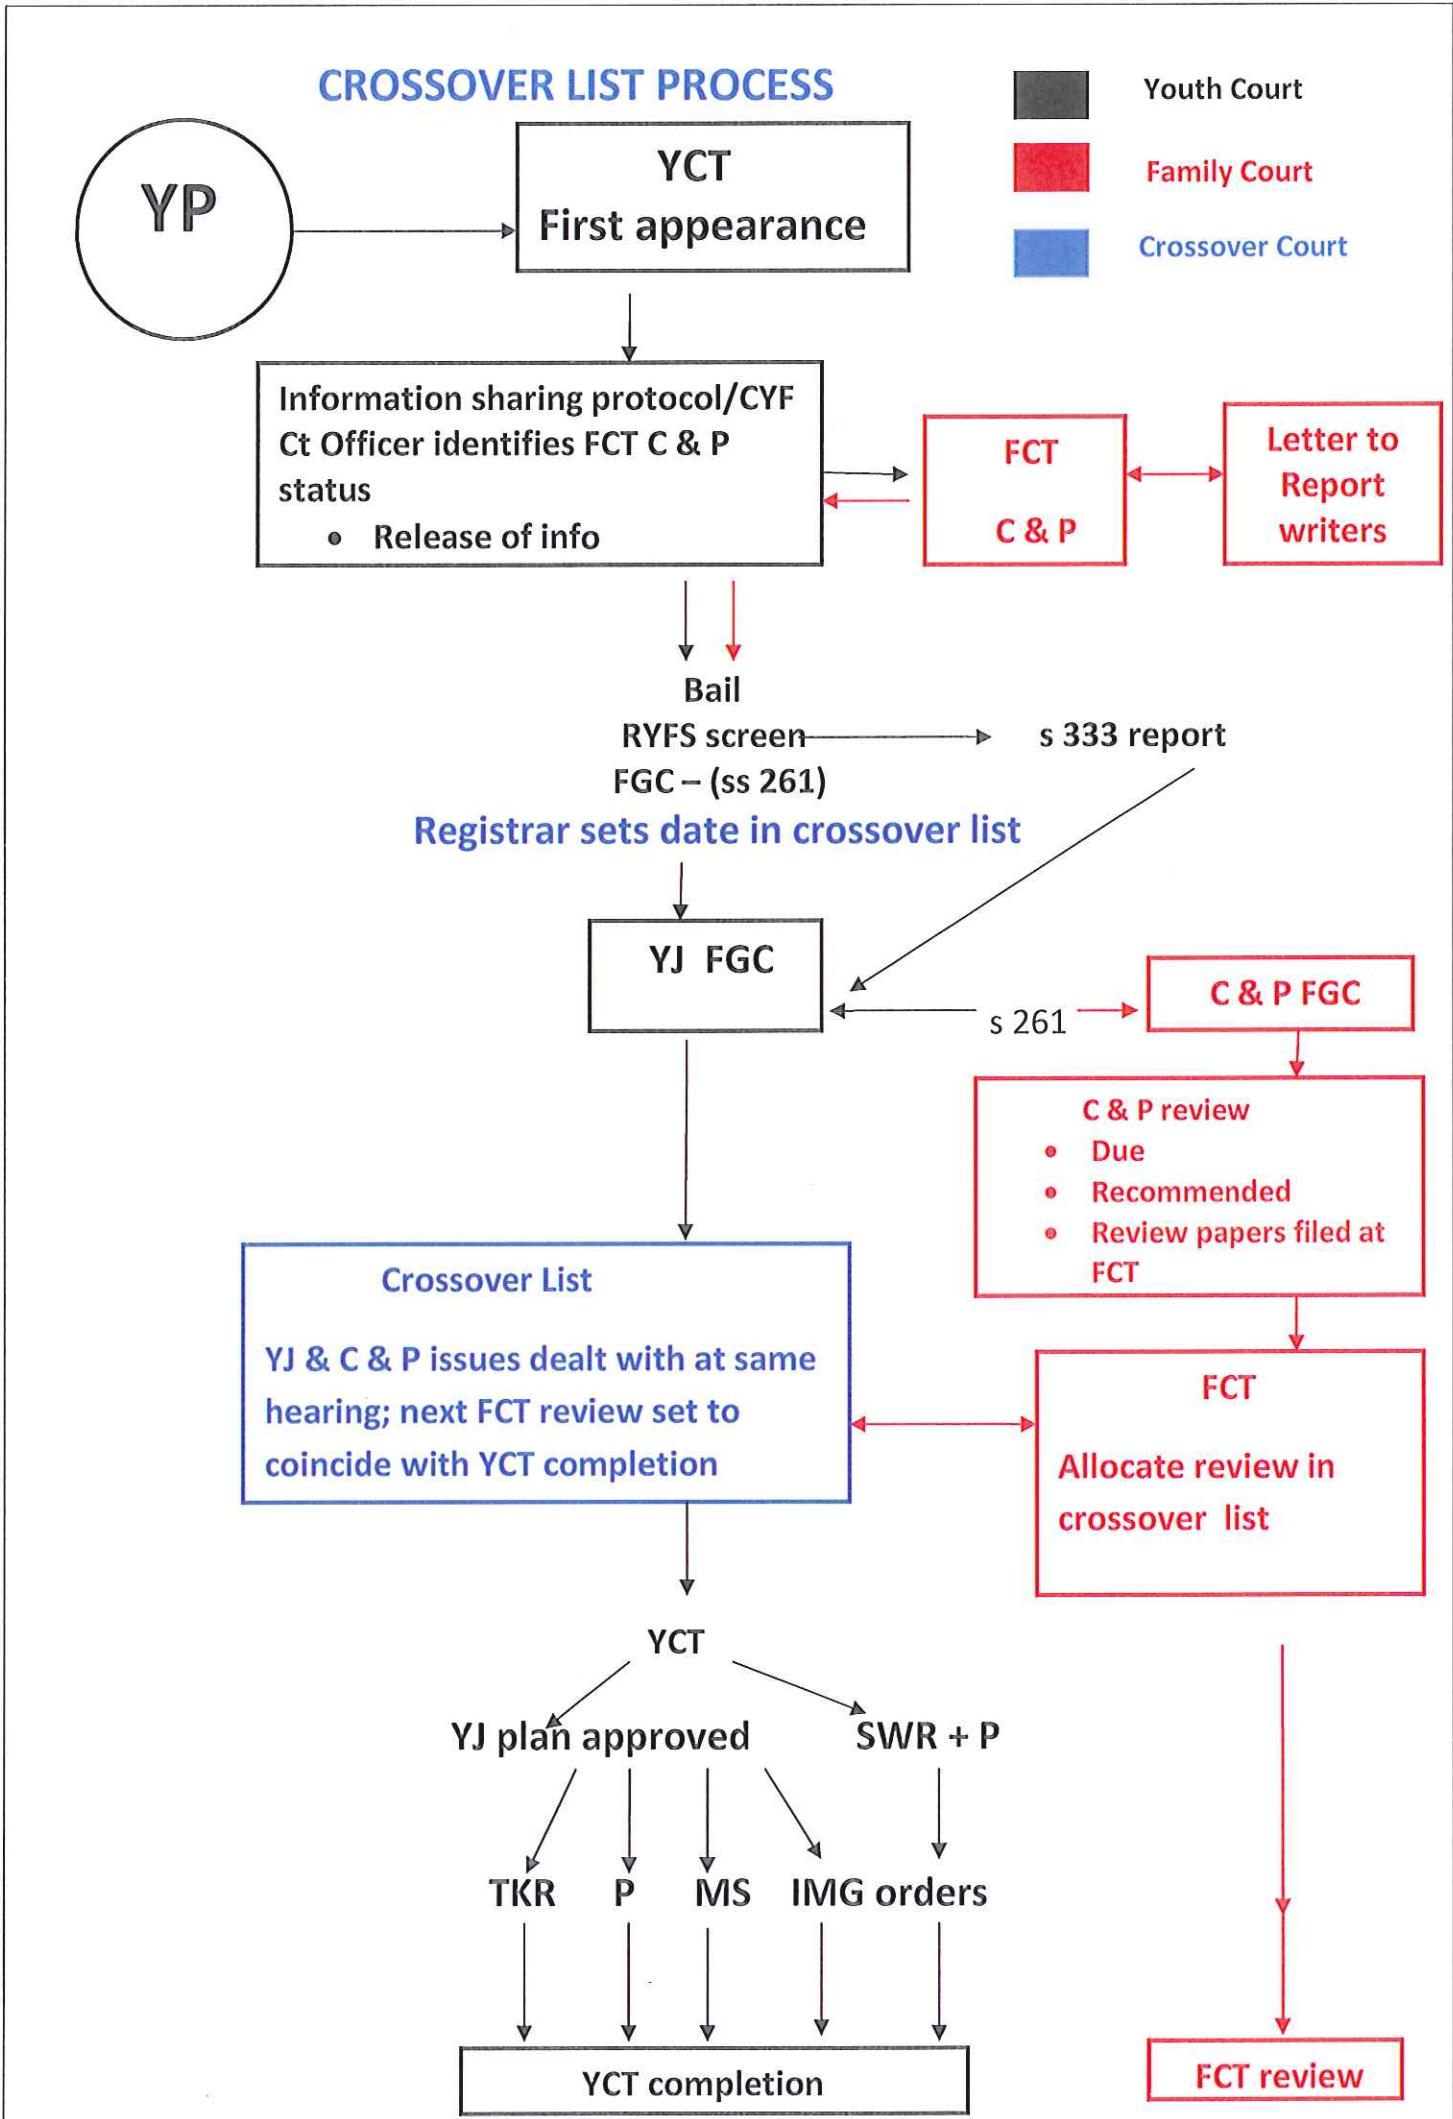 CROSSOVER LIST PROCESS
Youth Court
Family Court
Crossover Court
YP
YCT
First appearance
Information sharing protocol/CYF
Ct Officer identifies FCT C & P
status
• Release of info
FCT
C & P
Letter to
Report
writers
Bail
RYFS screen
s 333 report
FGC – (ss 261)
Registrar sets date in crossover list
YJ FGC
s 261
C & P FGC
C & P review
• Due
• Recommended
• Review papers filed at
FCT
Crossover List
YJ & C & P issues dealt with at same
hearing; next FCT review set to
coincide with YCT completion
FCT
Allocate review in
crossover list
YCT
YJ plan approved
SWR + P
TKR
P
MS
IMG orders
YCT completion
FCT review